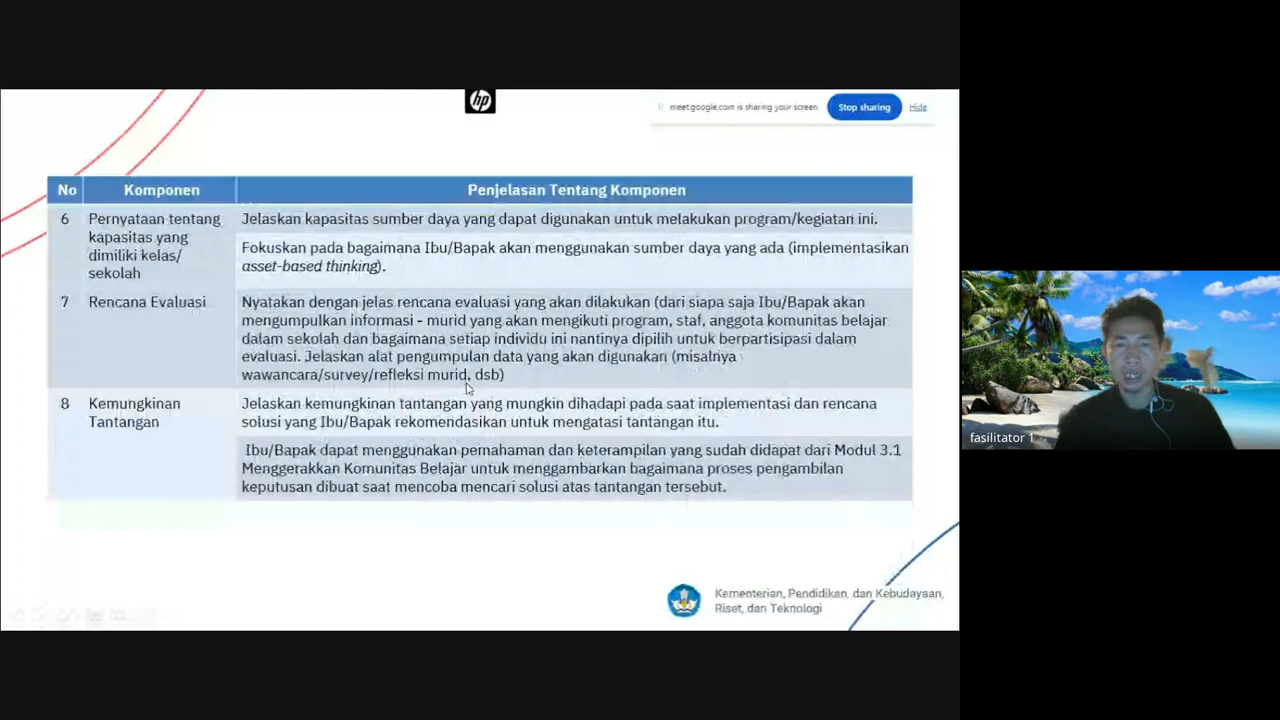 hp
meet.google.com is sharing your screen
Stop sharing
Hide
No
Komponen
Penjelasan Tentang Komponen
6
Pernyataan tentang
kapasitas yang
dimiliki kelas/
sekolah
Jelaskan kapasitas sumber daya yang dapat digunakan untuk melakukan program/kegiatan ini.
Fokuskan pada bagaimana Ibu/Bapak akan menggunakan sumber daya yang ada (implementasikan
asset-based thinking).
7
Rencana Evaluasi
Nyatakan dengan jelas rencana evaluasi yang akan dilakukan (dari siapa saja Ibu/Bapak akan
mengumpulkan informasi - murid yang akan mengikuti program, staf, anggota komunitas belajar
dalam sekolah dan bagaimana setiap individu ini nantinya dipilih untuk berpartisipasi dalam
evaluasi. Jelaskan alat pengumpulan data yang akan digunakan (misalnya
wawancara/survey/refleksi murid, dsb)
8
Kemungkinan
Tantangan
Jelaskan kemungkinan tantangan yang mungkin dihadapi pada saat implementasi dan rencana
solusi yang Ibu/Bapak rekomendasikan untuk mengatasi tantangan itu.
Ibu/Bapak dapat menggunakan pemahaman dan keterampilan yang sudah didapat dari Modul 3.1
Menggerakkan Komunitas Belajar untuk menggambarkan bagaimana proses pengambilan
keputusan dibuat saat mencoba mencari solusi atas tantangan tersebut.
Kementerian, Pendidikan, dan Kebudayaan,
Riset, dan Teknologi
fasilitator 1